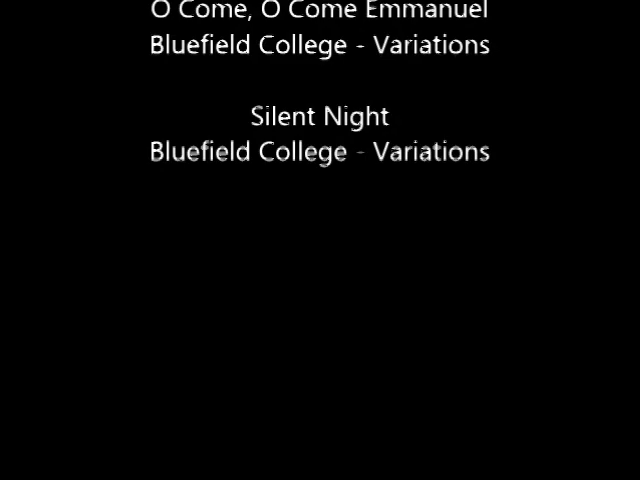 O Come, O Come Emmanuel
Bluefield College - Variations
Silent Night
Bluefield College - Variations